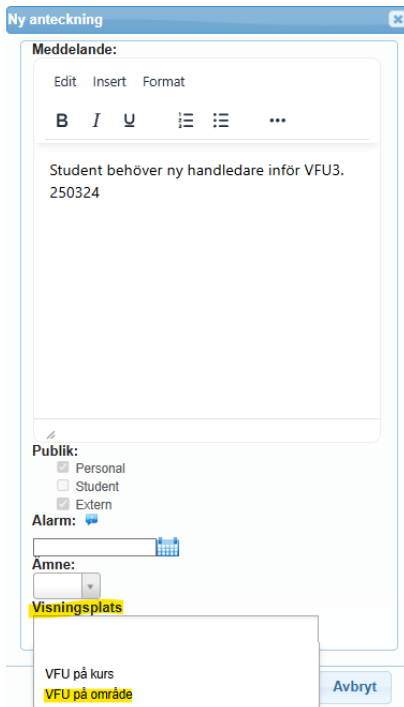 Ny anteckning
Meddelande:
Edit Insert Format
B I U
Student behöver ny handledare inför VFU3.
250324
Publik:
Personal
Student
Extern
Alarm:
Ämne:
Visningsplats
VFU på kurs
VFU på område
Avbryt